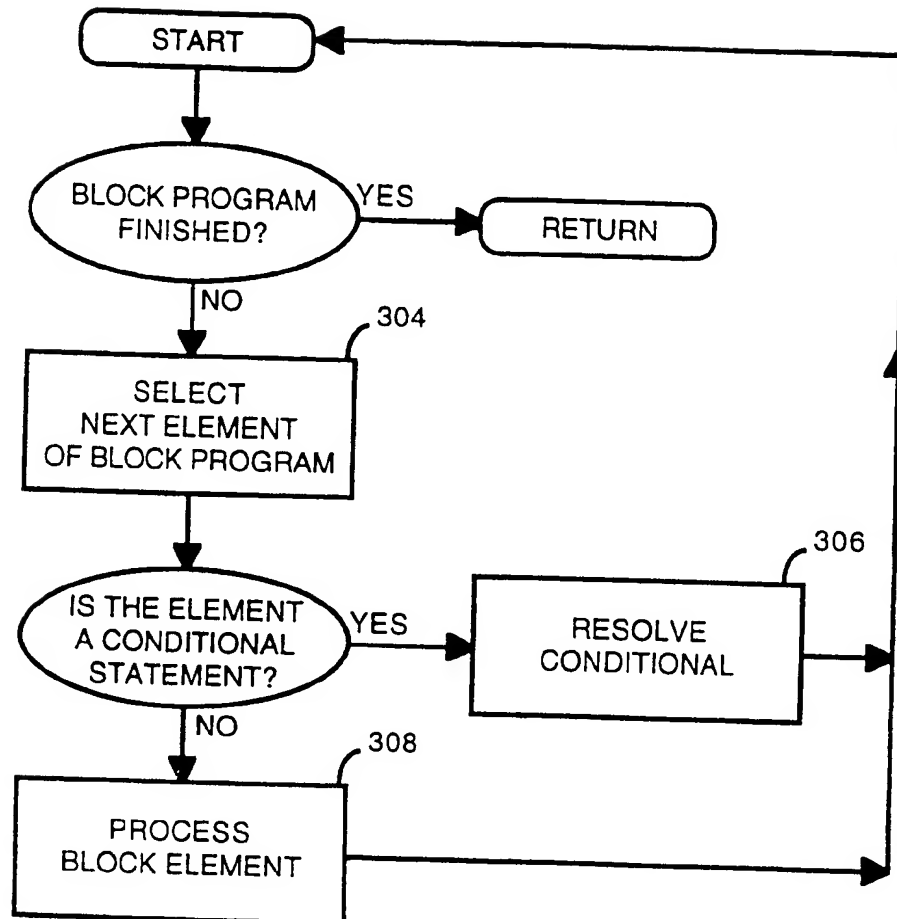 START
BLOCK PROGRAM
FINISHED?
YES
RETURN
NO
304
SELECT
NEXT ELEMENT
OF BLOCK PROGRAM
306
IS THE ELEMENT
A CONDITIONAL
STATEMENT?
YES
RESOLVE
CONDITIONAL
NO
308
PROCESS
BLOCK ELEMENT